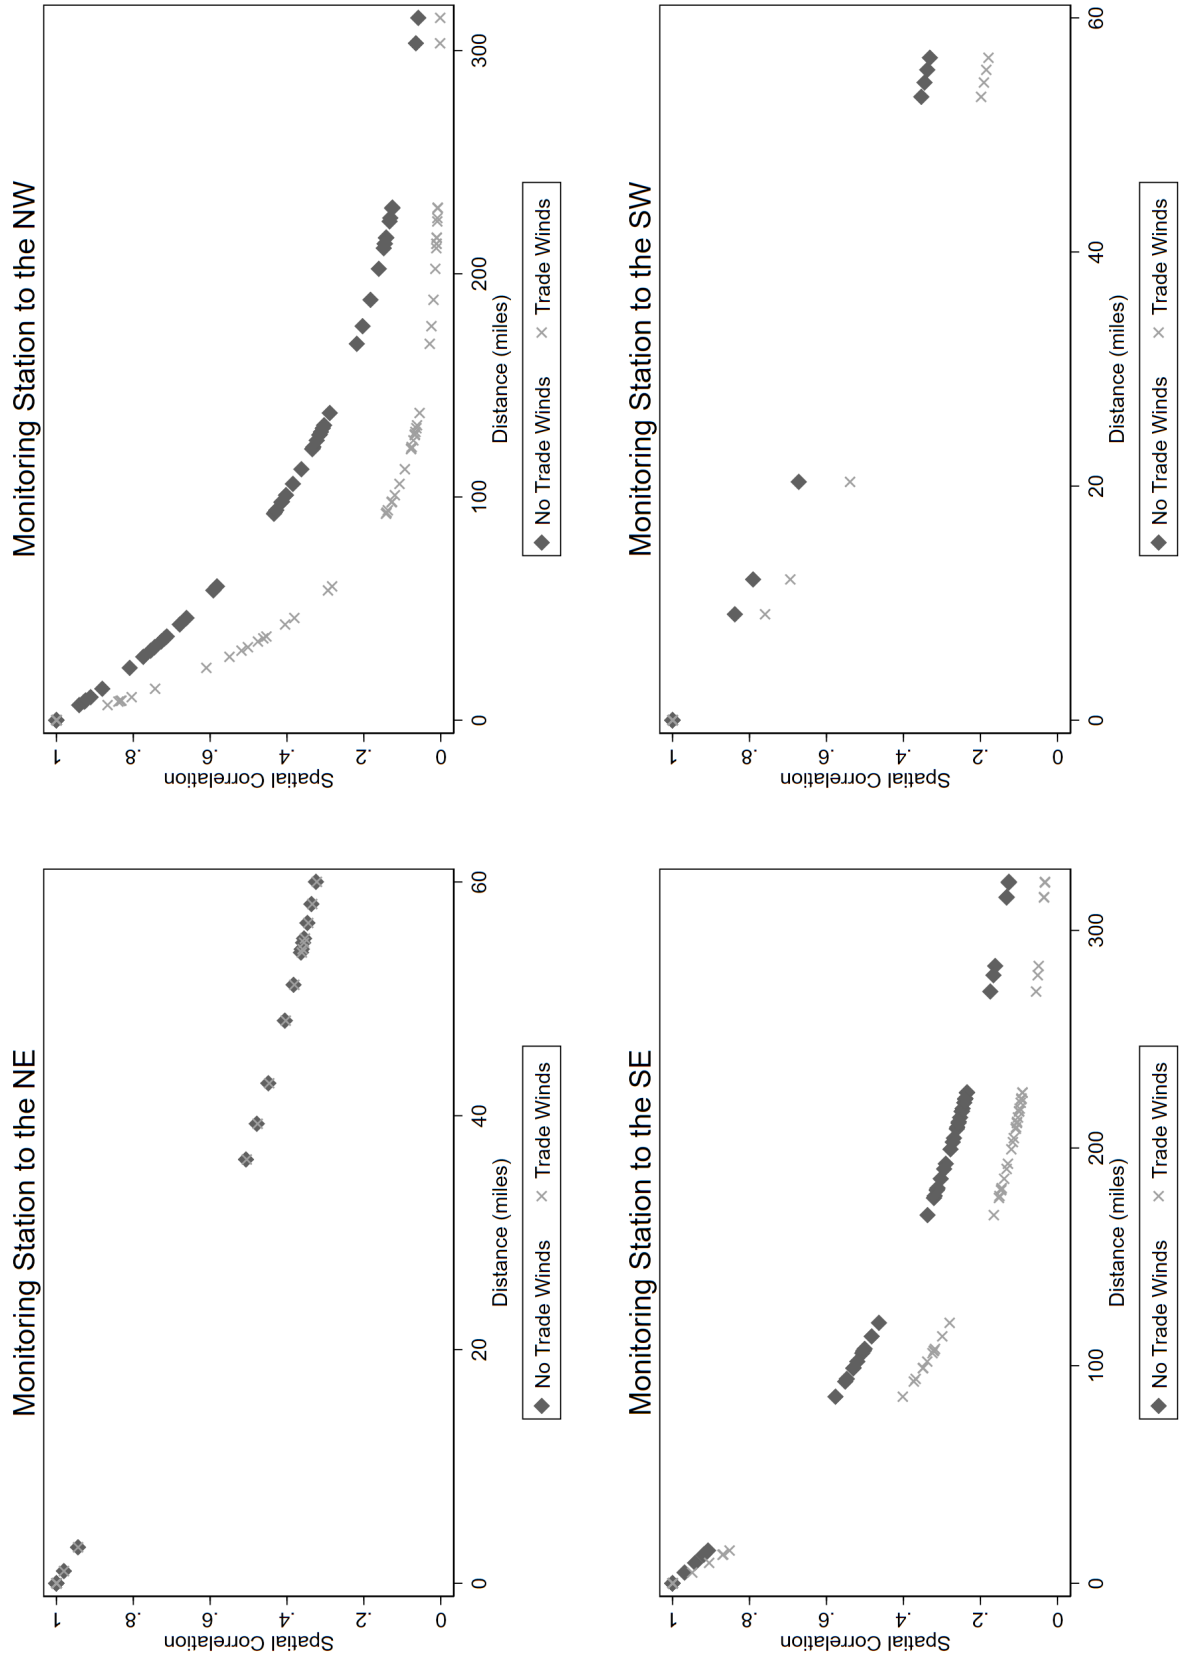 Monitoring Station to the NE
Spatial Correlation
1
.8
.6
.4
.2
0
0 20 40 60
Distance (miles)
No Trade Winds Trade Winds
Monitoring Station to the NW
Spatial Correlation
1
.8
.6
.4
.2
0
0 100 200 300
Distance (miles)
No Trade Winds Trade Winds
Monitoring Station to the SE
Spatial Correlation
1
.8
.6
.4
.2
0
0 100 200 300
Distance (miles)
No Trade Winds Trade Winds
Monitoring Station to the SW
Spatial Correlation
1
.8
.6
.4
.2
0
0 20 40 60
Distance (miles)
No Trade Winds Trade Winds